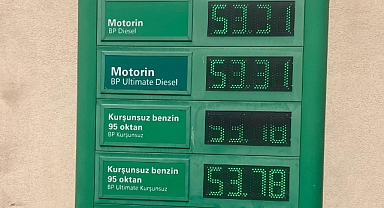 Motorin
BP Diesel
53.31
Motorin
BP Ultimate Diesel
53.31
Kurşunsuz benzin
95 oktan
BP Kurşunsuz
Kurşunsuz benzin
95 oktan
BP Ultimate Kurşunsuz
53.78